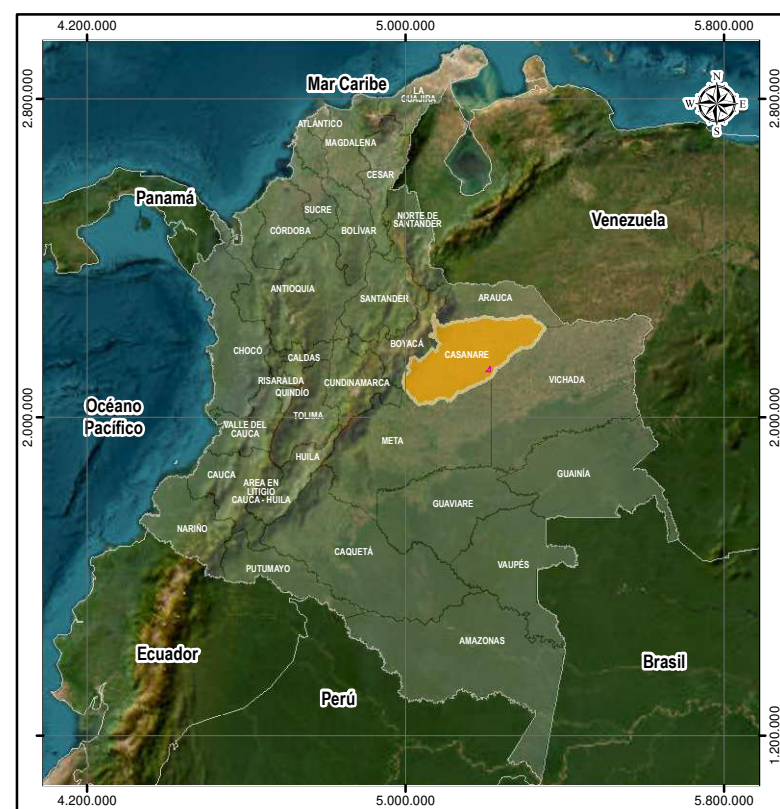 4.200.000
5.000.000
5.800.000
2.800.000
2.800.000
Mar Caribe
LA
GUAJIRA
N
W
E
S
ATLÁNTICO
MAGDALENA
CESAR
Panamá
SUCRE
NORTE DE
SANTANDER
Venezuela
CÓRDOBA
BOLÍVAR
ANTIOQUIA
SANTANDER
ARAUCA
CHOCÓ
BOYACÁ
CALDAS
CASANARE
RISARALDA
CUNDINAMARCA
VICHADA
QUINDÍO
Océano
Pacífico
TOLIMA
2.000.000
2.000.000
VALLE DEL
CAUCA
META
HUILA
CAUCA
GUAINÍA
AREA EN
LITIGIO
CAUCA - HUILA
GUAVIARE
NARIÑO
CAQUETÁ
VAUPÉS
PUTUMAYO
AMAZONAS
Ecuador
Brasil
Perú
1.200.000
1.200.000
4.200.000
5.000.000
5.800.000